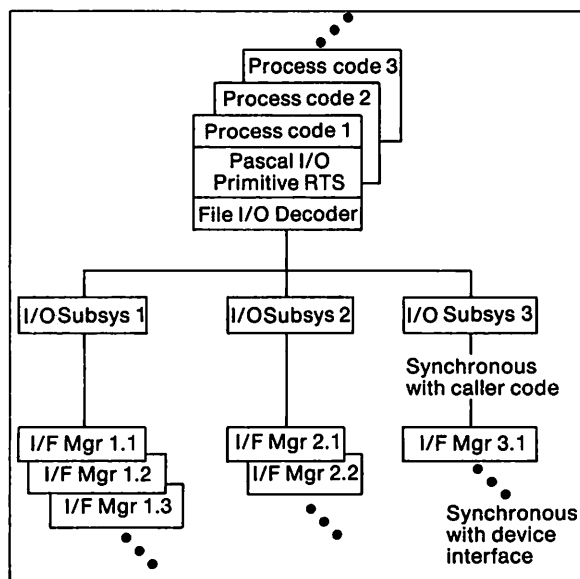 Process code 3
Process code 2
Process code 1
Pascal I/O
Primitive RTS
File I/O Decoder
I/O Subsys 1
I/O Subsys 2
I/O Subsys 3
Synchronous
with caller code
I/F Mgr 1.1
I/F Mgr 1.2
I/F Mgr 1.3
I/F Mgr 2.1
I/F Mgr 2.2
I/F Mgr 3.1
Synchronous
with device
interface